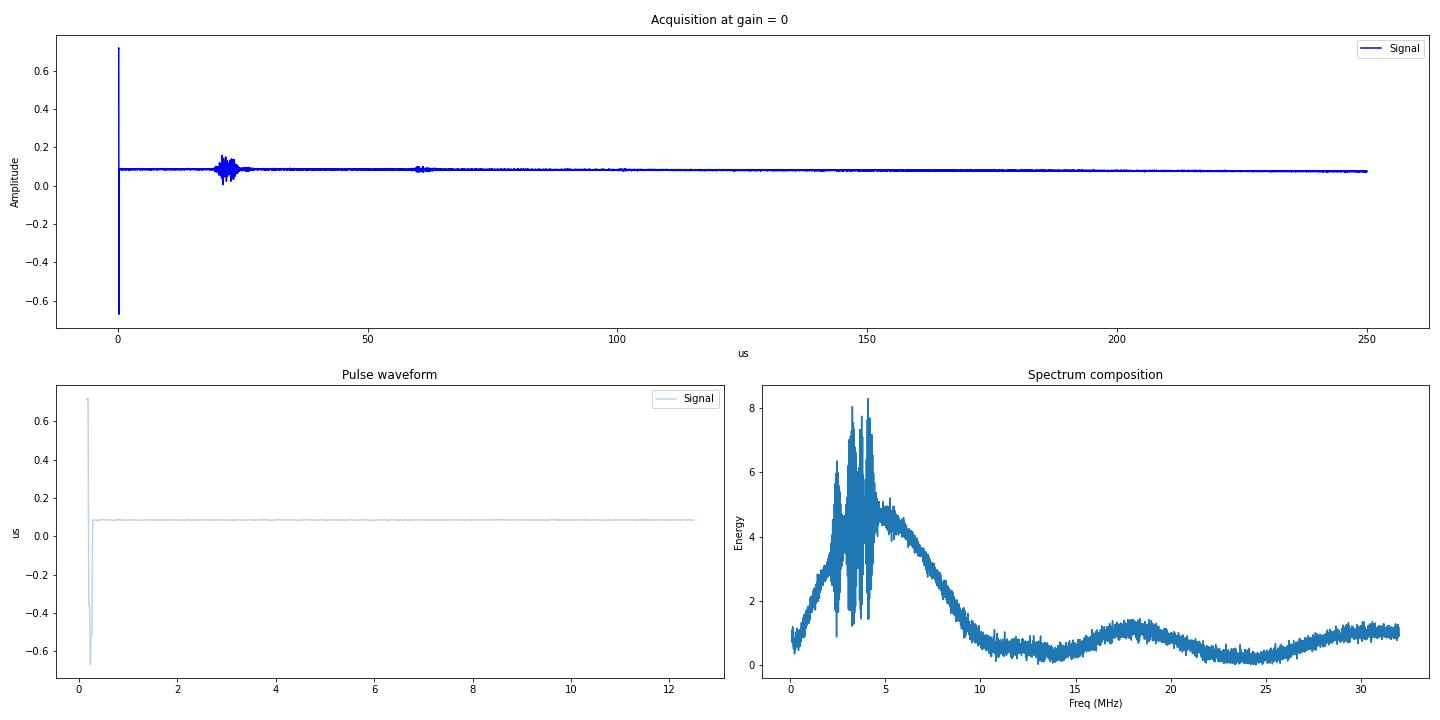 Acquisition at gain = 0
Signal
Amplitude
0.6
0.4
0.2
0.0
−0.2
−0.4
−0.6
0 50 100 150 200 250
us
Pulse waveform
Signal
us
0.6
0.4
0.2
0.0
−0.2
−0.4
−0.6
0 2 4 6 8 10 12
Spectrum composition
Energy
8
6
4
2
0
0 5 10 15 20 25 30
Freq (MHz)